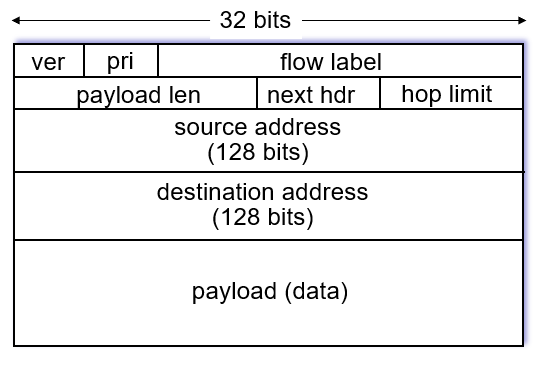 32 bits
ver pri flow label
payload len next hdr hop limit
source address
(128 bits)
destination address
(128 bits)
payload (data)